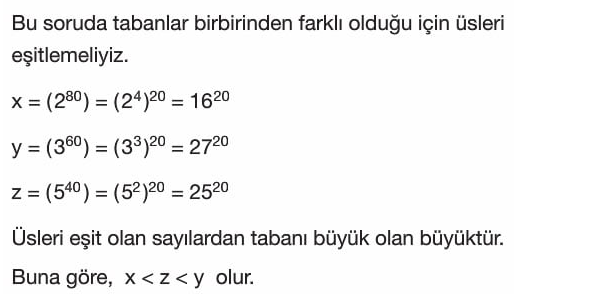 Bu soruda tabanlar birbirinden farklı olduğu için üsleri
eşitlemeliyiz.
x = (2⁸⁰) = (2⁴)²⁰ = 16²⁰
y = (3⁶⁰) = (3³)²⁰ = 27²⁰
z = (5⁴⁰) = (5²)²⁰ = 25²⁰
Üsleri eşit olan sayılardan tabanı büyük olan büyüktür.
Buna göre, x < z < y olur.